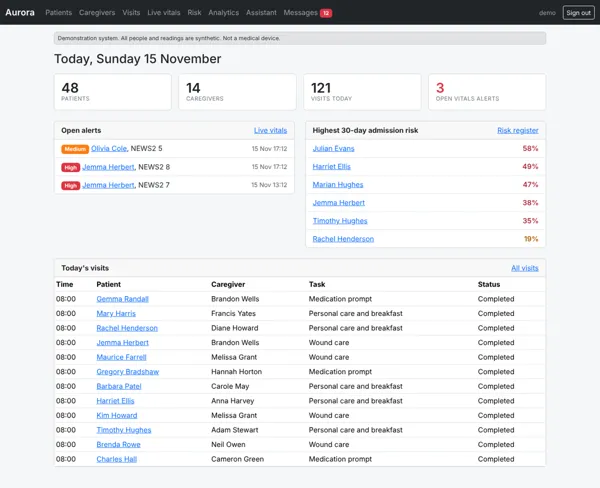 Aurora Patients Caregivers Visits Live vitals Risk Analytics Assistant Messages 12 demo Sign out
Demonstration system. All people and readings are synthetic. Not a medical device.
Today, Sunday 15 November
48
PATIENTS
14
CAREGIVERS
121
VISITS TODAY
3
OPEN VITALS ALERTS
Open alerts Live vitals
Medium Olivia Cole, NEWS2 5 15 Nov 17:12
High Jemma Herbert, NEWS2 8 15 Nov 17:12
High Jemma Herbert, NEWS2 7 15 Nov 13:12
Highest 30-day admission risk Risk register
Julian Evans 58%
Harriet Ellis 49%
Marian Hughes 47%
Jemma Herbert 38%
Timothy Hughes 35%
Rachel Henderson 19%
Today's visits All visits
Time Patient Caregiver Task Status
08:00 Gemma Randall Brandon Wells Medication prompt Completed
08:00 Mary Harris Francis Yates Personal care and breakfast Completed
08:00 Rachel Henderson Diane Howard Personal care and breakfast Completed
08:00 Jemma Herbert Brandon Wells Wound care Completed
08:00 Maurice Farrell Melissa Grant Wound care Completed
08:00 Gregory Bradshaw Hannah Horton Medication prompt Completed
08:00 Barbara Patel Carole May Personal care and breakfast Completed
08:00 Harriet Ellis Anna Harvey Personal care and breakfast Completed
08:00 Kim Howard Melissa Grant Wound care Completed
08:00 Timothy Hughes Adam Stewart Personal care and breakfast Completed
08:00 Brenda Rowe Neil Owen Wound care Completed
08:00 Charles Hall Cameron Green Medication prompt Completed